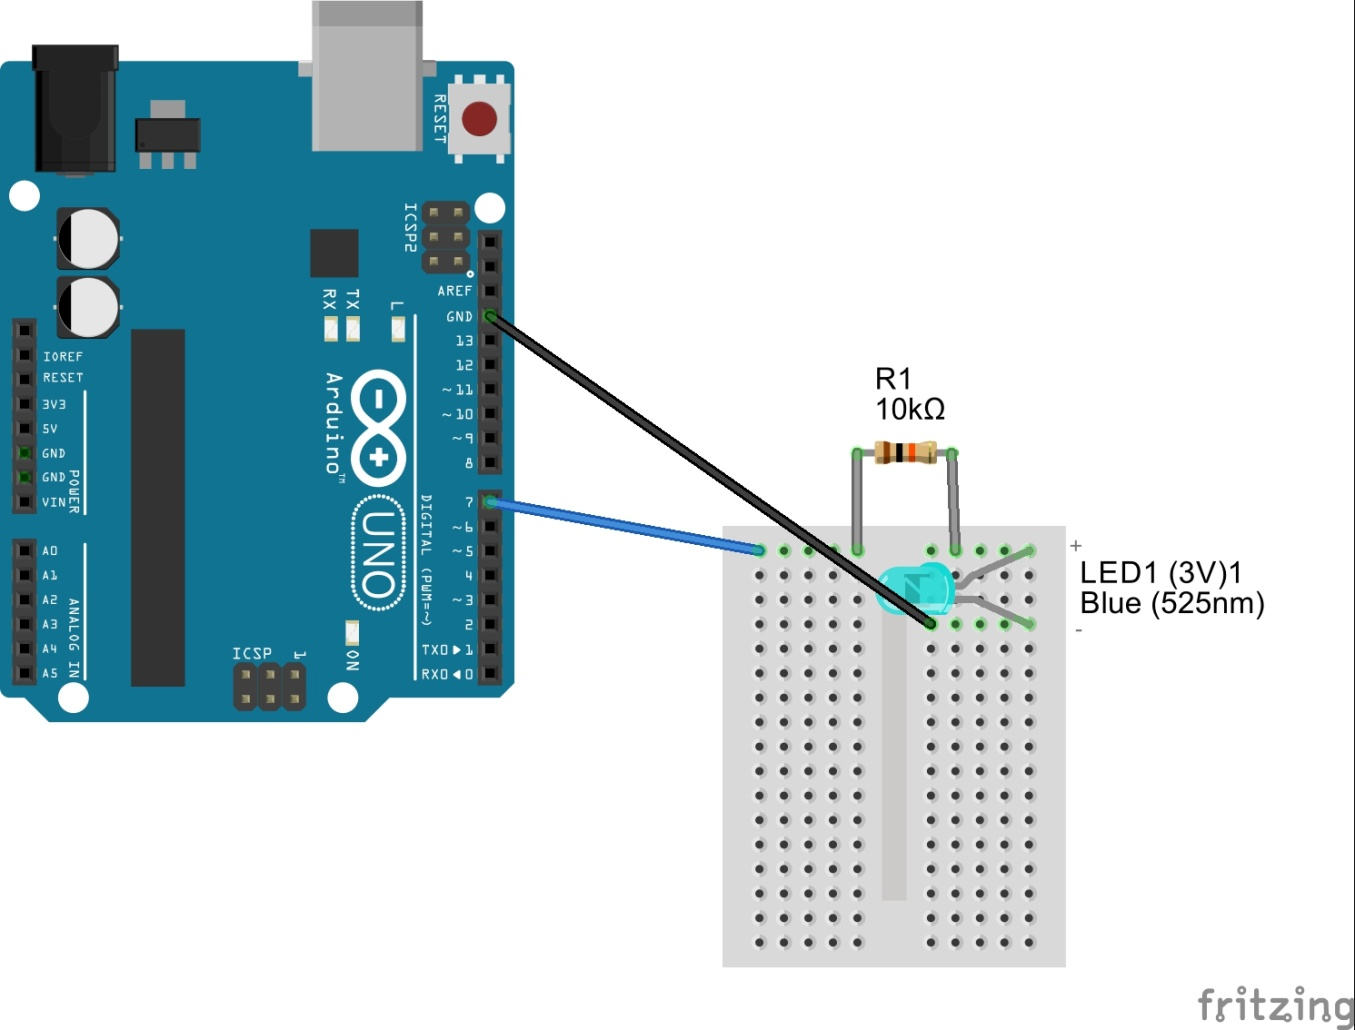 RESET
ICSP2
AREF
GND
13
12
~11
~10
~9
8
7
~6
~5
4
~3
2
TX0▶1
RX0◀0
RX
TX
L
Arduino™
UNO
DIGITAL (PWM=~)
IOREF
RESET
3V3
5V
GND
GND
VIN
POWER
A0
A1
A2
A3
A4
A5
ANALOG IN
ICSP
1
ON
R1
10kΩ
+
LED1 (3V)1
Blue (525nm)
-
fritzing